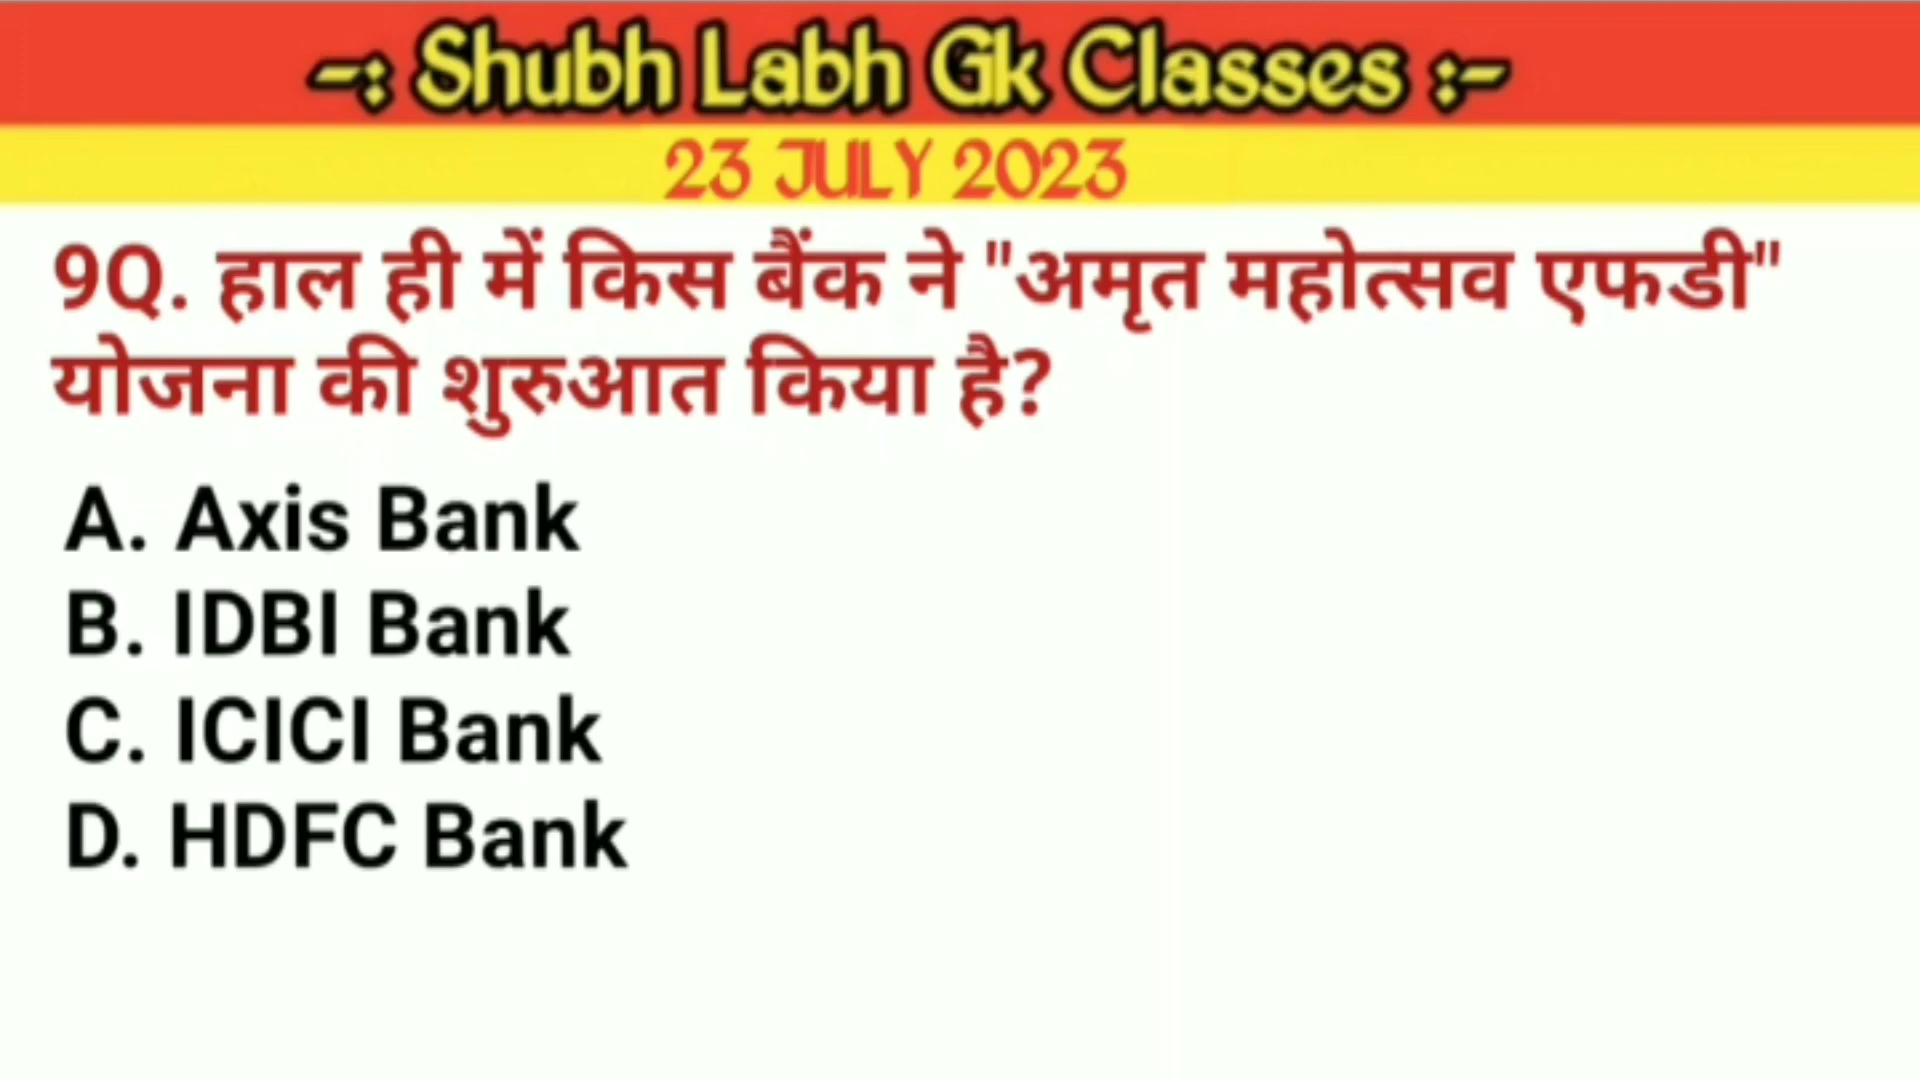 -: Shubh Labh Gk Classes :-
23 JULY 2023
9Q. हाल ही में किस बैंक ने "अमृत महोत्सव एफडी"
योजना की शुरुआत किया है?
A. Axis Bank
B. IDBI Bank
C. ICICI Bank
D. HDFC Bank